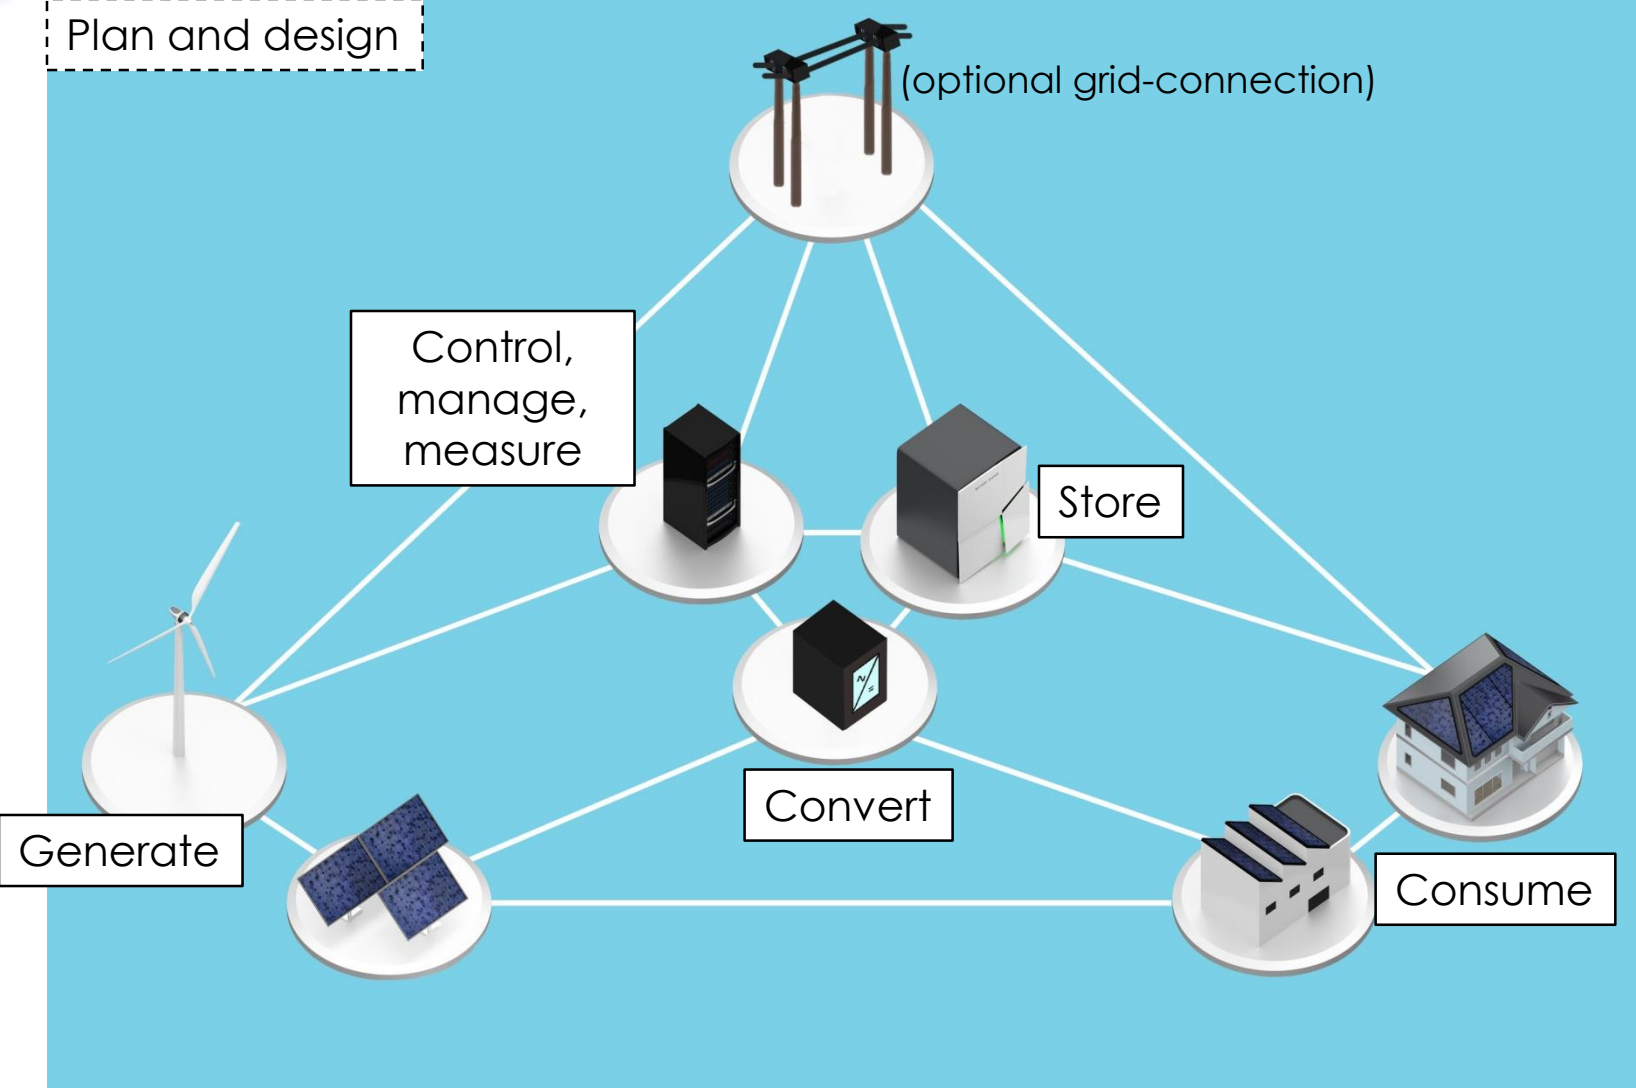 Plan and design
(optional grid-connection)
Control,
manage,
measure
Store
Convert
Generate
Consume